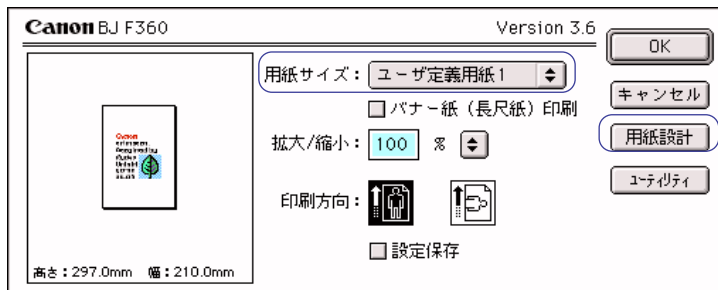 Canon BJ F360
Version 3.6
OK
用紙サイズ：ユーザ定義用紙1
キャンセル
バナー紙（長尺紙）印刷
用紙設計
拡大/縮小：100 %
ユーティリティ
印刷方向：
設定保存
Canon
高さ：297.0mm 幅：210.0mm